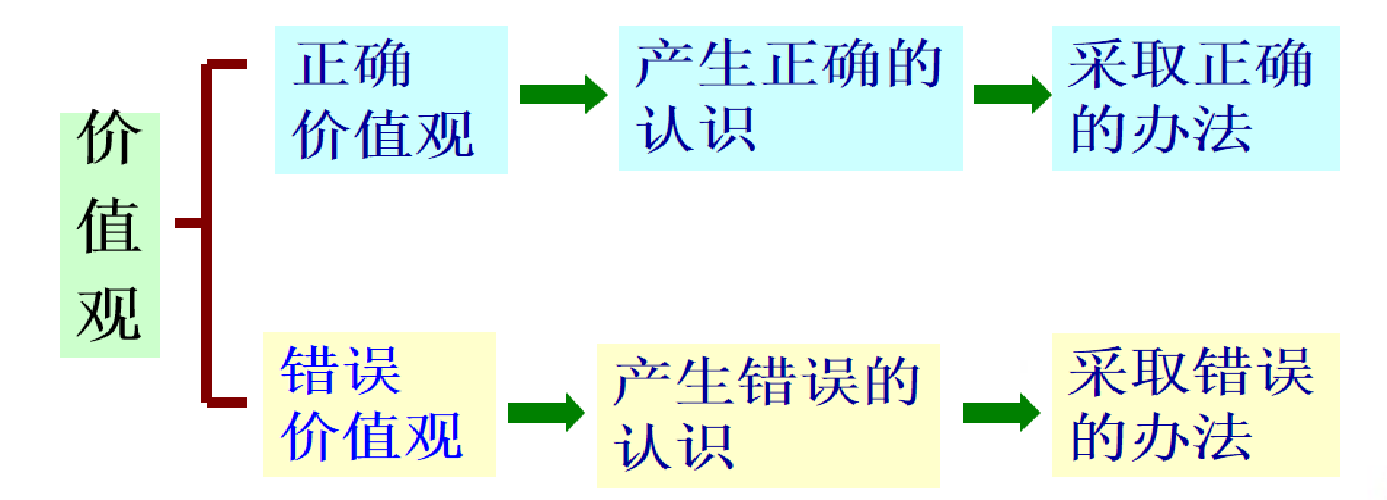 价值观
正确
价值观
产生正确的
认识
采取正确
的办法
错误
价值观
产生错误的
认识
采取错误
的办法